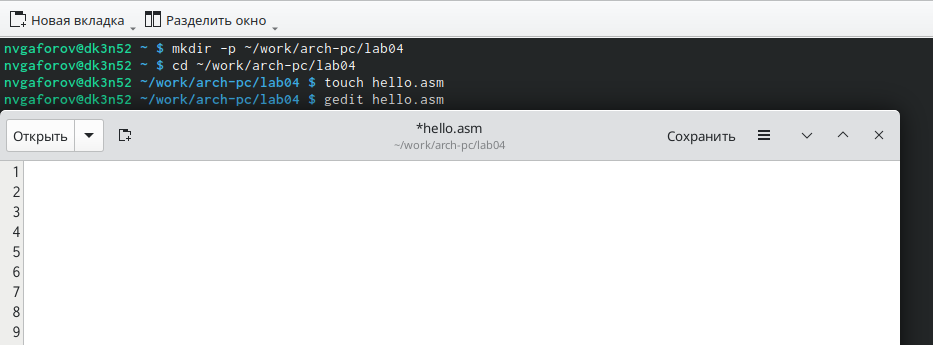 Новая вкладка Разделить окно
nvgaforov@dk3n52 ~ $ mkdir -p ~/work/arch-pc/lab04
nvgaforov@dk3n52 ~ $ cd ~/work/arch-pc/lab04
nvgaforov@dk3n52 ~/work/arch-pc/lab04 $ touch hello.asm
nvgaforov@dk3n52 ~/work/arch-pc/lab04 $ gedit hello.asm
Открыть *hello.asm Сохранить
~/work/arch-pc/lab04
1
2
3
4
5
6
7
8
9